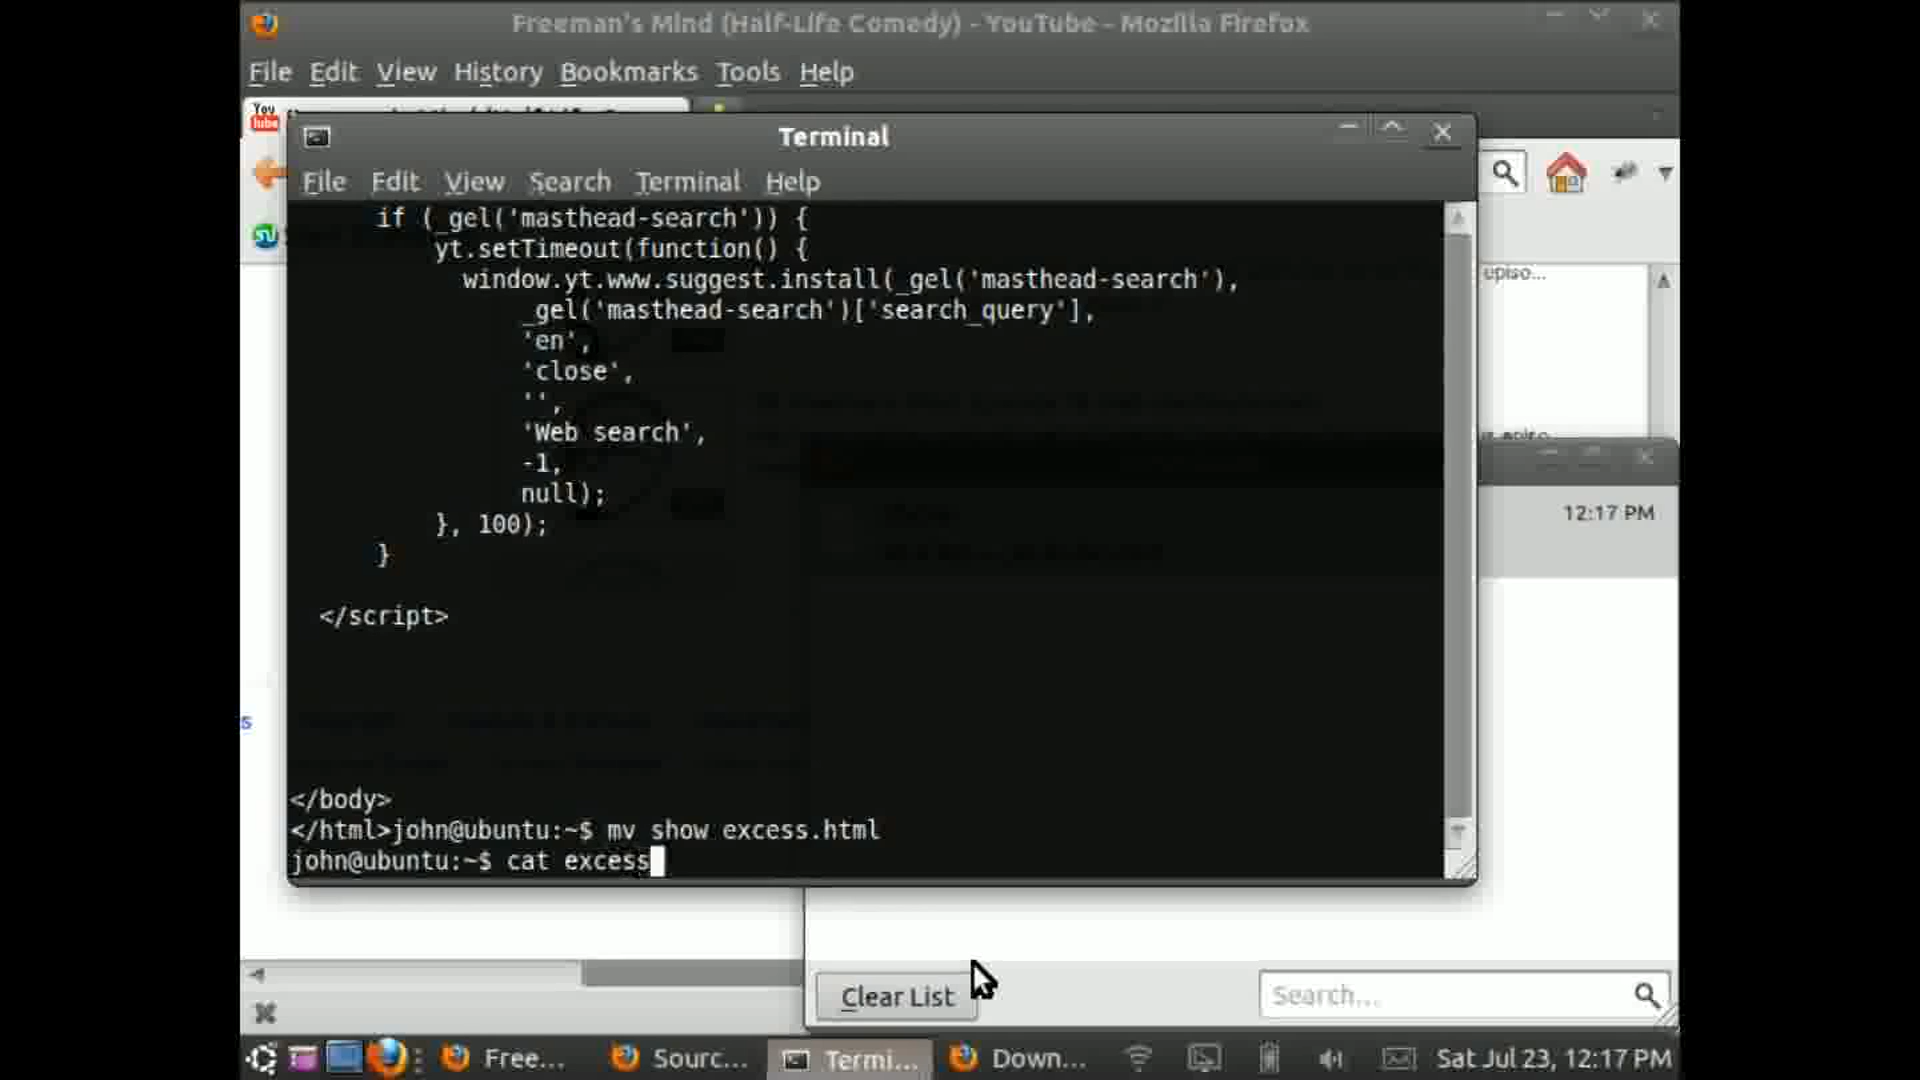 Freeman's Mind (Half-Life Comedy) - YouTube - Mozilla Firefox
File Edit View History Bookmarks Tools Help
You
Tube
Terminal
File Edit View Search Terminal Help
if (_gel('masthead-search')) {
yt.setTimeout(function() {
window.yt.www.suggest.install(_gel('masthead-search'),
_gel('masthead-search')['search_query'],
'en',
'close',
'',
'Web search',
-1,
null);
}, 100);
}
</script>
</body>
</html>john@ubuntu:~$ mv show excess.html
john@ubuntu:~$ cat excess
episo...
12:17 PM
s
Clear List
Search...
Free...
Sourc...
Termi...
Down...
Sat Jul 23, 12:17 PM